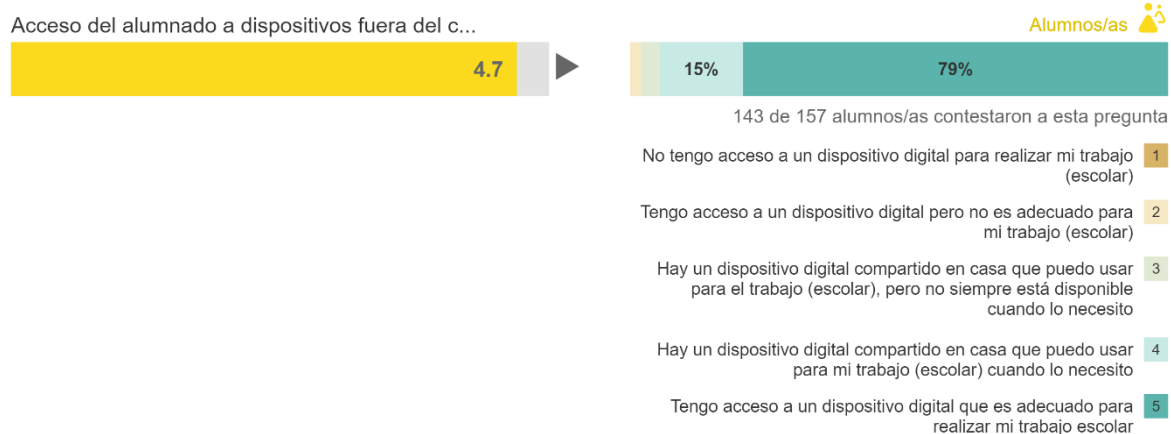 Acceso del alumnado a dispositivos fuera del c...
Alumnos/as
4.7
15%
79%
143 de 157 alumnos/as contestaron a esta pregunta
No tengo acceso a un dispositivo digital para realizar mi trabajo 1
(escolar)
Tengo acceso a un dispositivo digital pero no es adecuado para 2
mi trabajo (escolar)
Hay un dispositivo digital compartido en casa que puedo usar 3
para el trabajo (escolar), pero no siempre está disponible
cuando lo necesito
Hay un dispositivo digital compartido en casa que puedo usar 4
para mi trabajo (escolar) cuando lo necesito
Tengo acceso a un dispositivo digital que es adecuado para 5
realizar mi trabajo escolar